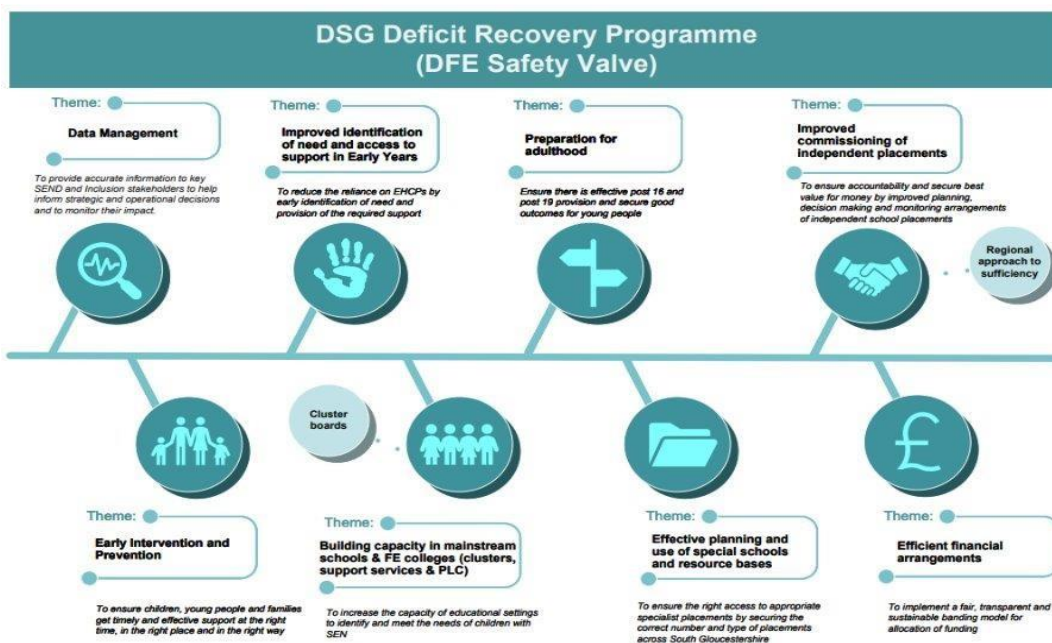 DSG Deficit Recovery Programme
(DFE Safety Valve)
Theme:
Data Management
To provide accurate information to key
SEND and Inclusion stakeholders to help
inform strategic and operational decisions
and to monitor their impact.
Theme:
Improved identification
of need and access to
support in Early Years
To reduce the reliance on EHCPs by
early identification of need and
provision of the required support
Theme:
Preparation for
adulthood
Ensure there is effective post 16 and
post 19 provision and secure good
outcomes for young people
Theme:
Improved
commissioning of
independent placements
To ensure accountability and secure best
value for money by improved planning,
decision making and monitoring arrangements
of independent school placements
Regional
approach to
sufficiency
Cluster
boards
£
Theme:
Early Intervention and
Prevention
To ensure children, young people and families
get timely and effective support at the right
time, in the right place and in the right way
Theme:
Building capacity in mainstream
schools & FE colleges (clusters,
support services & PLC)
To increase the capacity of educational settings
to identify and meet the needs of children with
SEN
Theme:
Effective planning and
use of special schools
and resource bases
To ensure the right access to appropriate
specialist placements by securing the
correct number and type of placements
across South Gloucestershire
Theme:
Efficient financial
arrangements
To implement a fair, transparent and
sustainable banding model for
allocation of funding